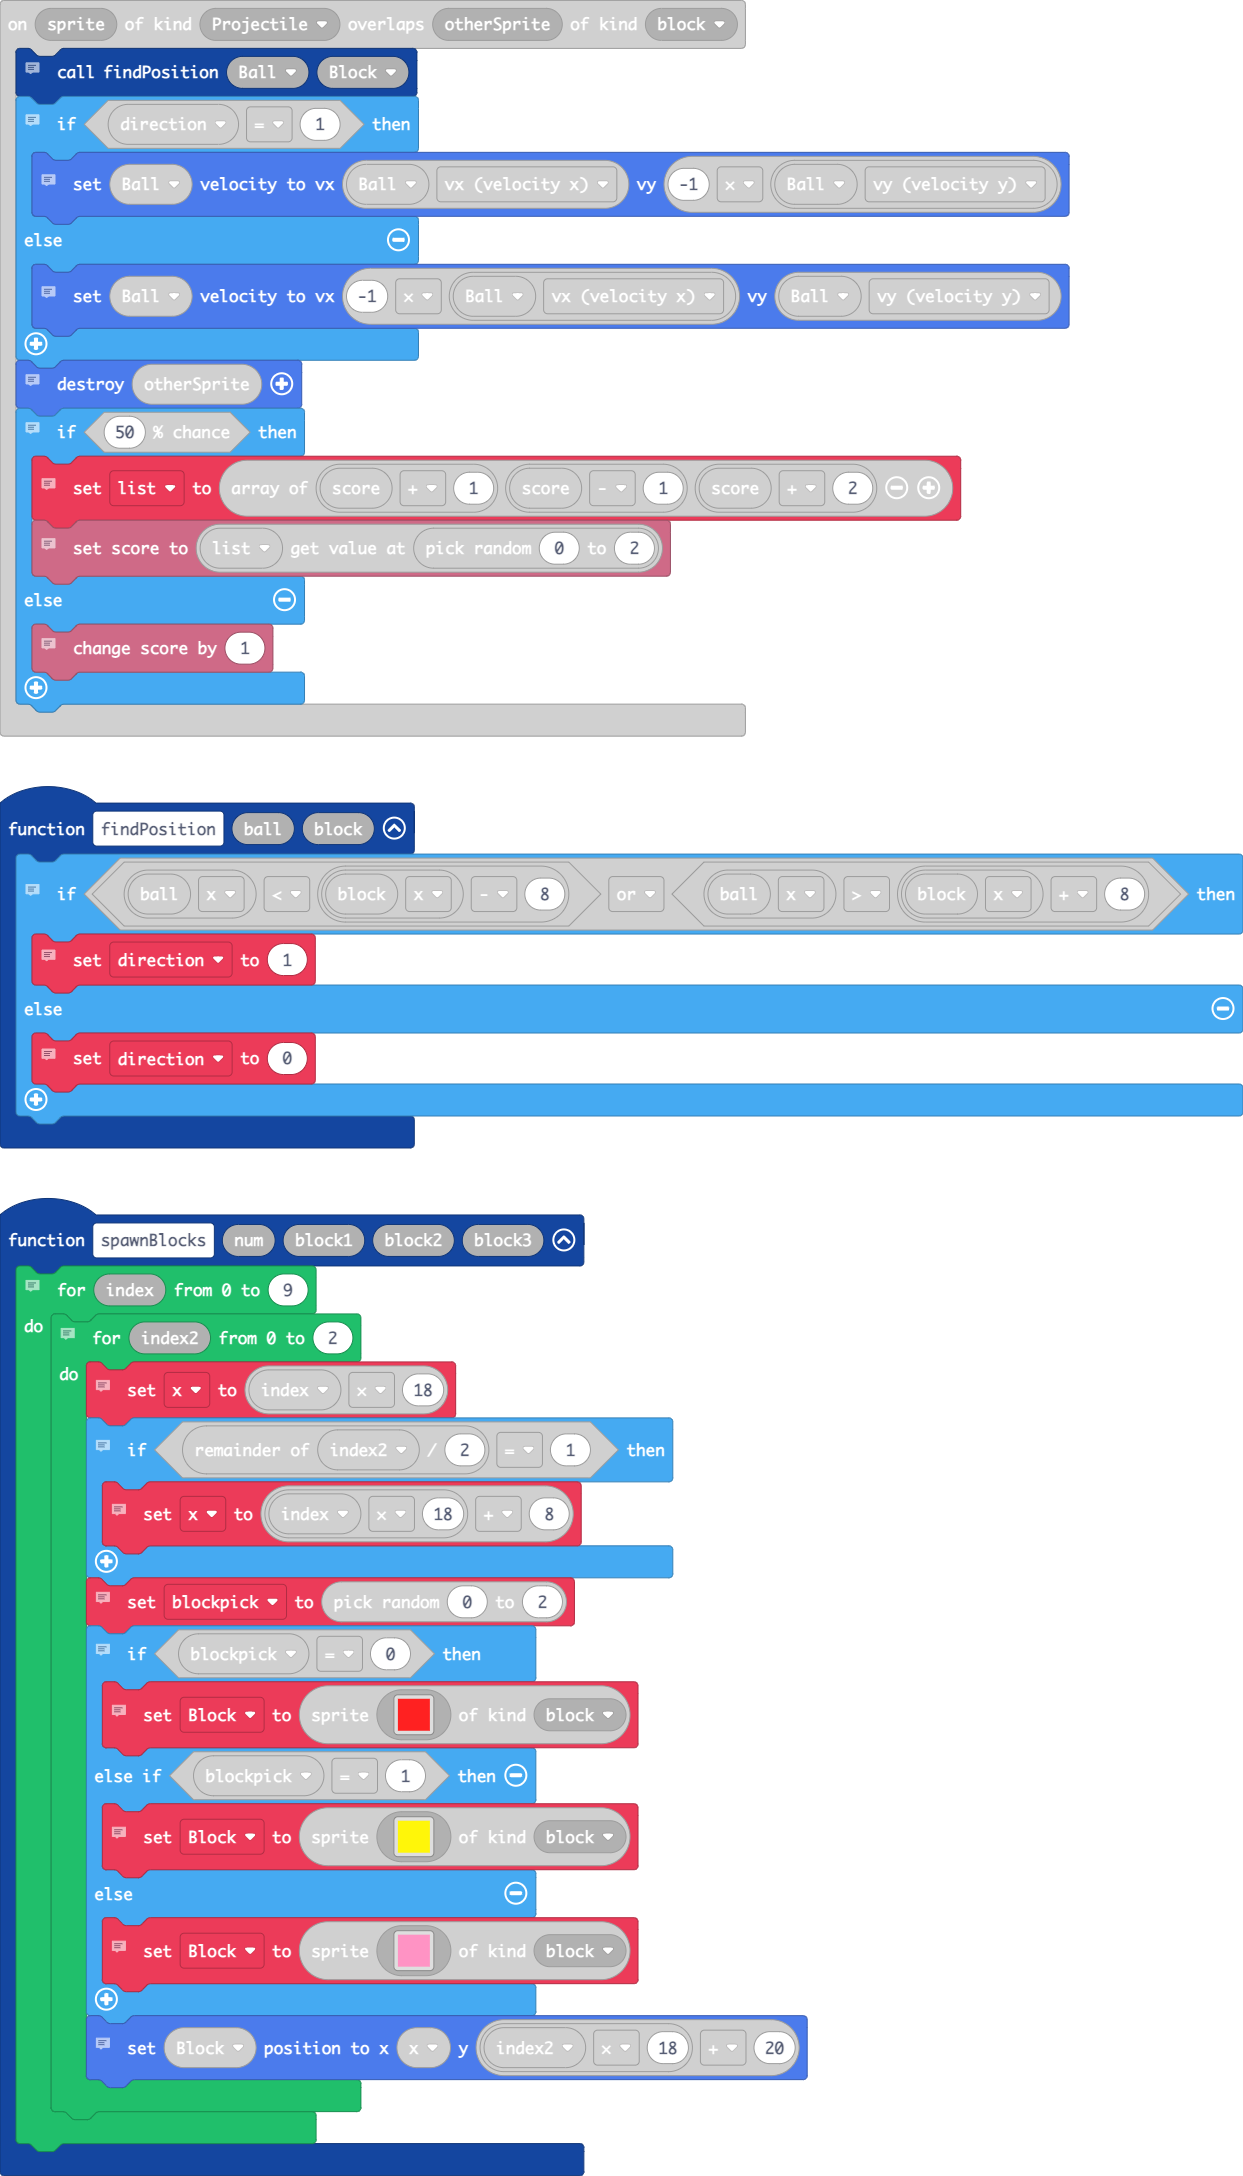 on sprite of kind Projectile overlaps otherSprite of kind block
call findPosition Ball Block
if direction = 1 then
set Ball velocity to vx Ball vx (velocity x) vy -1 × Ball vy (velocity y)
else
set Ball velocity to vx -1 × Ball vx (velocity x) vy Ball vy (velocity y)
destroy otherSprite
if 50 % chance then
set list to array of score + 1 score - 1 score + 2
set score to list get value at pick random 0 to 2
else
change score by 1
function findPosition ball block
if ball x < block x - 8 or ball x > block x + 8 then
set direction to 1
else
set direction to 0
function spawnBlocks num block1 block2 block3
for index from 0 to 9
do
for index2 from 0 to 2
do
set x to index × 18
if remainder of index2 / 2 = 1 then
set x to index × 18 + 8
set blockpick to pick random 0 to 2
if blockpick = 0 then
set Block to sprite of kind block
else if blockpick = 1 then
set Block to sprite of kind block
else
set Block to sprite of kind block
set Block position to x x y index2 × 18 + 20